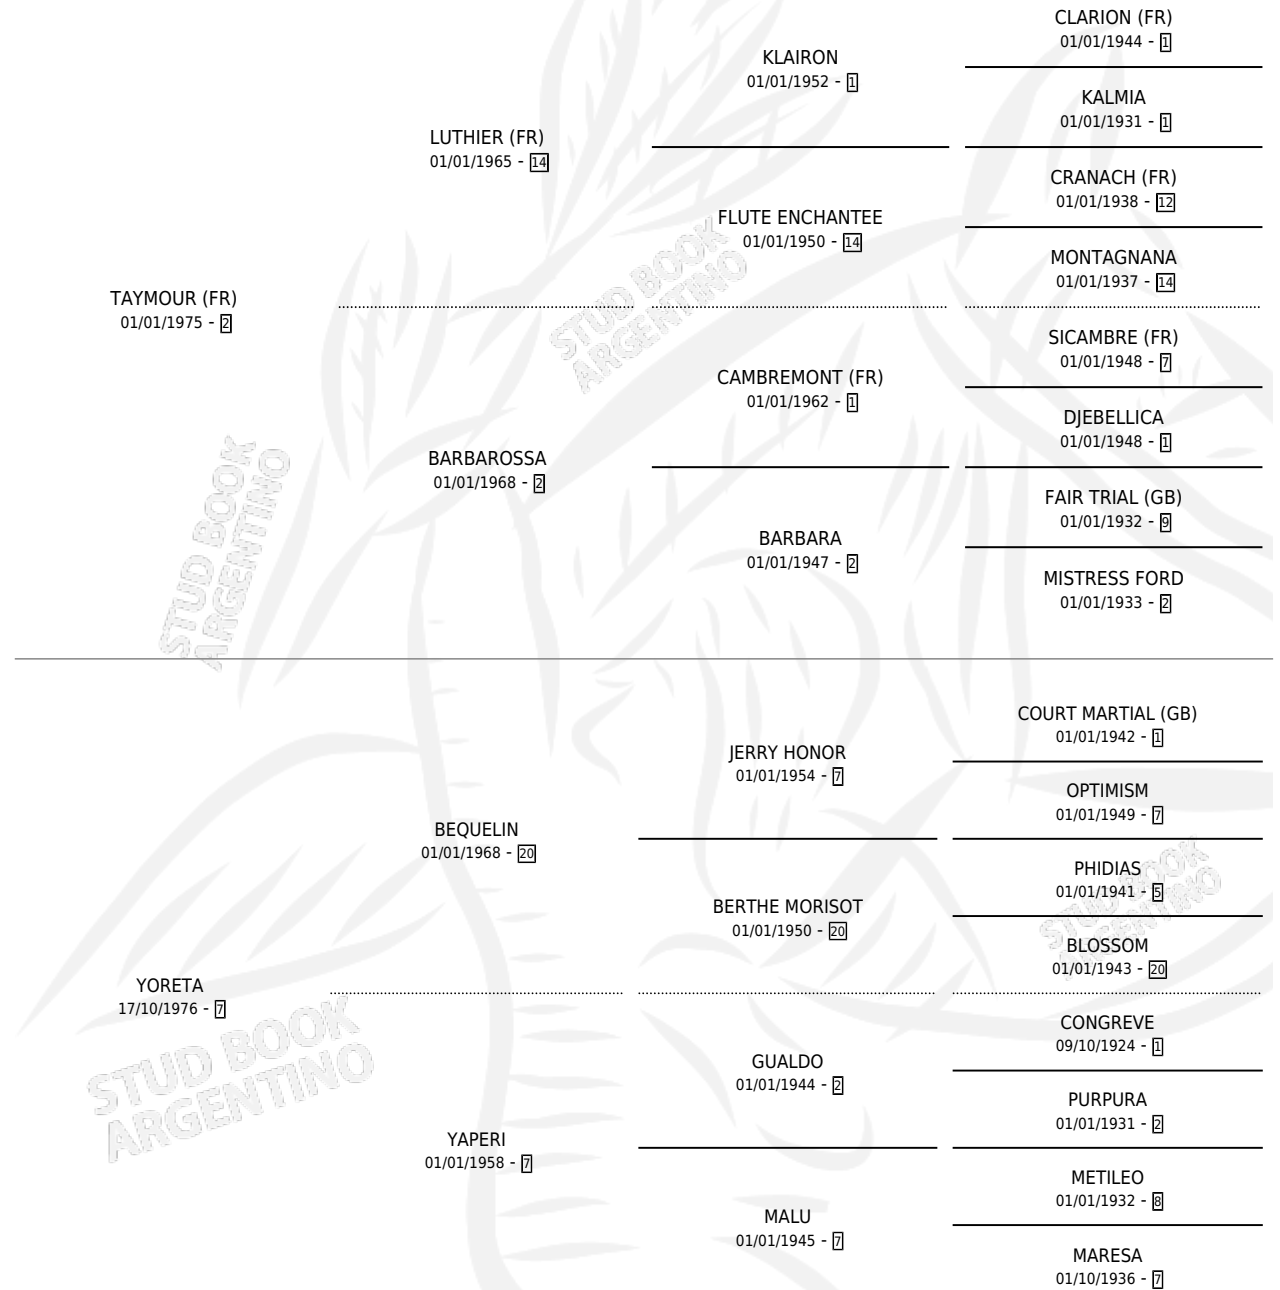 CLARION (FR)
01/01/1944 - 1
KLAIRON
01/01/1952 - 1
KALMIA
01/01/1931 - 1
LUTHIER (FR)
01/01/1965 - 14
CRANACH (FR)
01/01/1938 - 12
FLUTE ENCHANTEE
01/01/1950 - 14
MONTAGNANA
01/01/1937 - 14
TAYMOUR (FR)
01/01/1975 - 2
STUD BOOK
ARGENTINO
SICAMBRE (FR)
01/01/1948 - 7
CAMBREMONT (FR)
01/01/1962 - 1
DJEBELLICA
01/01/1948 - 1
BARBAROSSA
01/01/1968 - 2
FAIR TRIAL (GB)
01/01/1932 - 9
BARBARA
01/01/1947 - 2
MISTRESS FORD
01/01/1933 - 2
STUD BOOK
ARGENTINO
COURT MARTIAL (GB)
01/01/1942 - 1
JERRY HONOR
01/01/1954 - 7
OPTIMISM
01/01/1949 - 7
BEQUELIN
01/01/1968 - 20
PHIDIAS
01/01/1941 - 5
BERTHE MORISOT
01/01/1950 - 20
STUD BOOK
ARGENTINO
BLOSSOM
01/01/1943 - 20
YORETA
17/10/1976 - 7
CONGREVE
09/10/1924 - 1
GUALDO
01/01/1944 - 2
STUD BOOK
ARGENTINO
PURPURA
01/01/1931 - 2
YAPERI
01/01/1958 - 7
METILEO
01/01/1932 - 8
MALU
01/01/1945 - 7
MARESA
01/10/1936 - 7